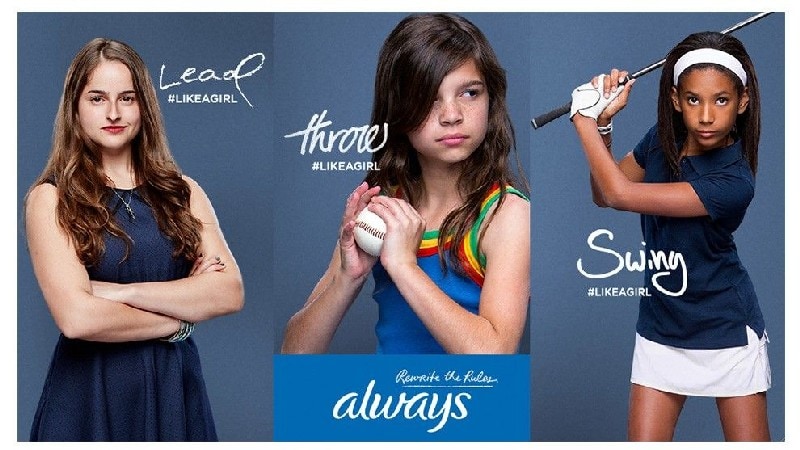 Lead
#LIKEAGIRL
throw
#LIKEAGIRL
Swing
#LIKEAGIRL
Rewrite the Rules
always